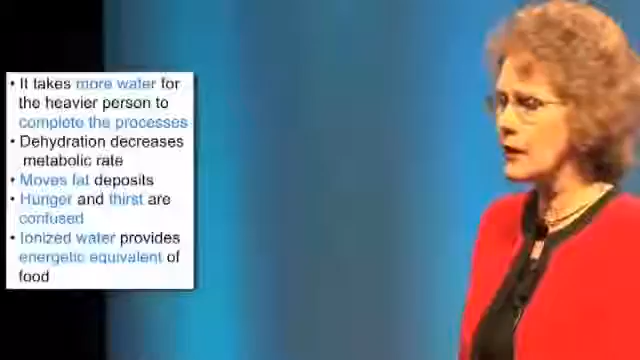 • It takes more water for
the heavier person to
complete the processes
• Dehydration decreases
metabolic rate
• Moves fat deposits
• Hunger and thirst are
confused
• Ionized water provides
energetic equivalent of
food